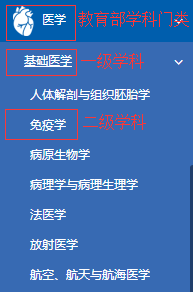 医学 教育部学科门类
基础医学 一级学科
人体解剖与组织胚胎学
免疫学 二级学科
病原生物学
病理学与病理生理学
法医学
放射医学
航空、航天与航海医学